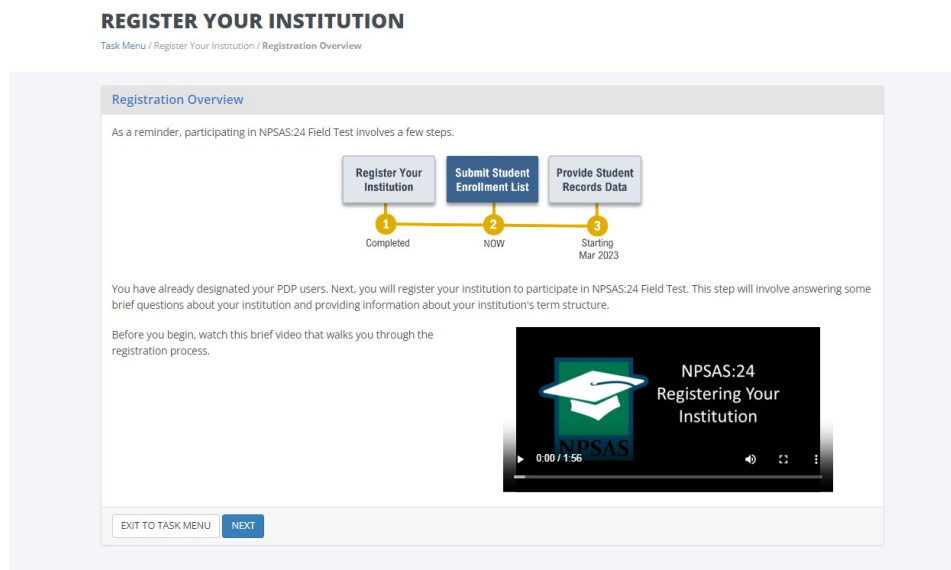 REGISTER YOUR INSTITUTION
Task Menu / Register Your Institution / Registration Overview
Registration Overview
As a reminder, participating in NPSAS:24 Field Test involves a few steps.
Register Your
Institution
Submit Student
Enrollment List
Provide Student
Records Data
1
2
3
Completed
NOW
Starting
Mar 2023
You have already designated your PDP users. Next, you will register your institution to participate in NPSAS:24 Field Test. This step will involve answering some
brief questions about your institution and providing information about your institution's term structure.
Before you begin, watch this brief video that walks you through the
registration process.
NPSAS:24
Registering Your
Institution
NPSAS
0:00 / 1:56
EXIT TO TASK MENU
NEXT